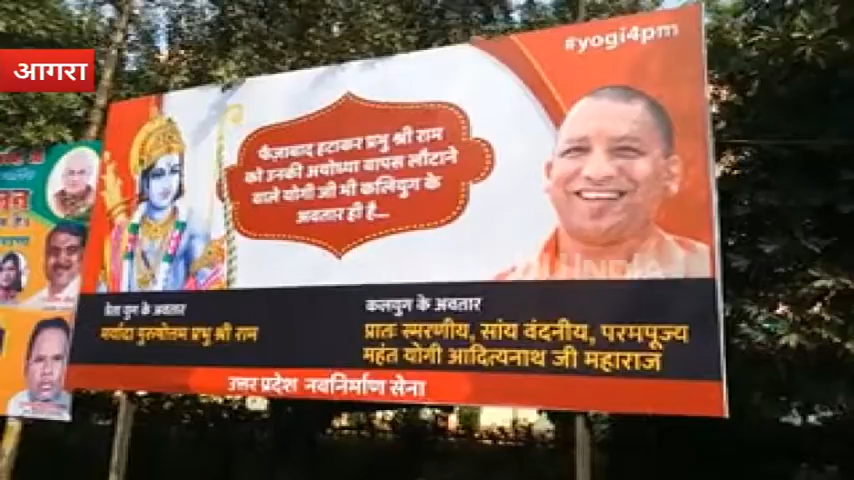 आगरा
#yogi4pm
फैज़ाबाद हटाकर प्रभु श्री राम
को उनकी अयोध्या वापस लौटाने
वाले योगी जी भी कलियुग के
अवतार ही है...
त्रेता युग के अवतार
मर्यादा पुरुषोत्तम प्रभु श्री राम
कलयुग के अवतार
प्रातः स्मरणीय, सांय वंदनीय, परमपूज्य
महंत योगी आदित्यनाथ जी महाराज
उत्तर प्रदेश नवनिर्माण सेना